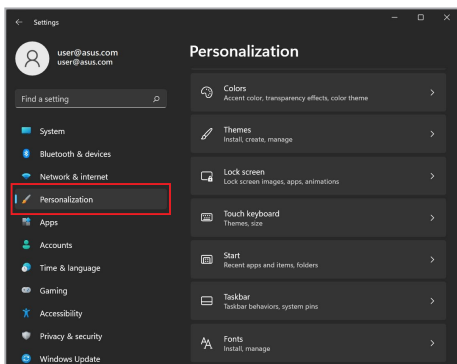 Settings
user@asus.com
user@asus.com
Find a setting
System
Bluetooth & devices
Network & internet
Personalization
Apps
Accounts
Time & language
Gaming
Accessibility
Privacy & security
Windows Update
Personalization
Colors
Accent color, transparency effects, color theme
Themes
Install, create, manage
Lock screen
Lock screen images, apps, animations
Touch keyboard
Themes, size
Start
Recent apps and items, folders
Taskbar
Taskbar behaviors, system pins
Fonts
Install, manage